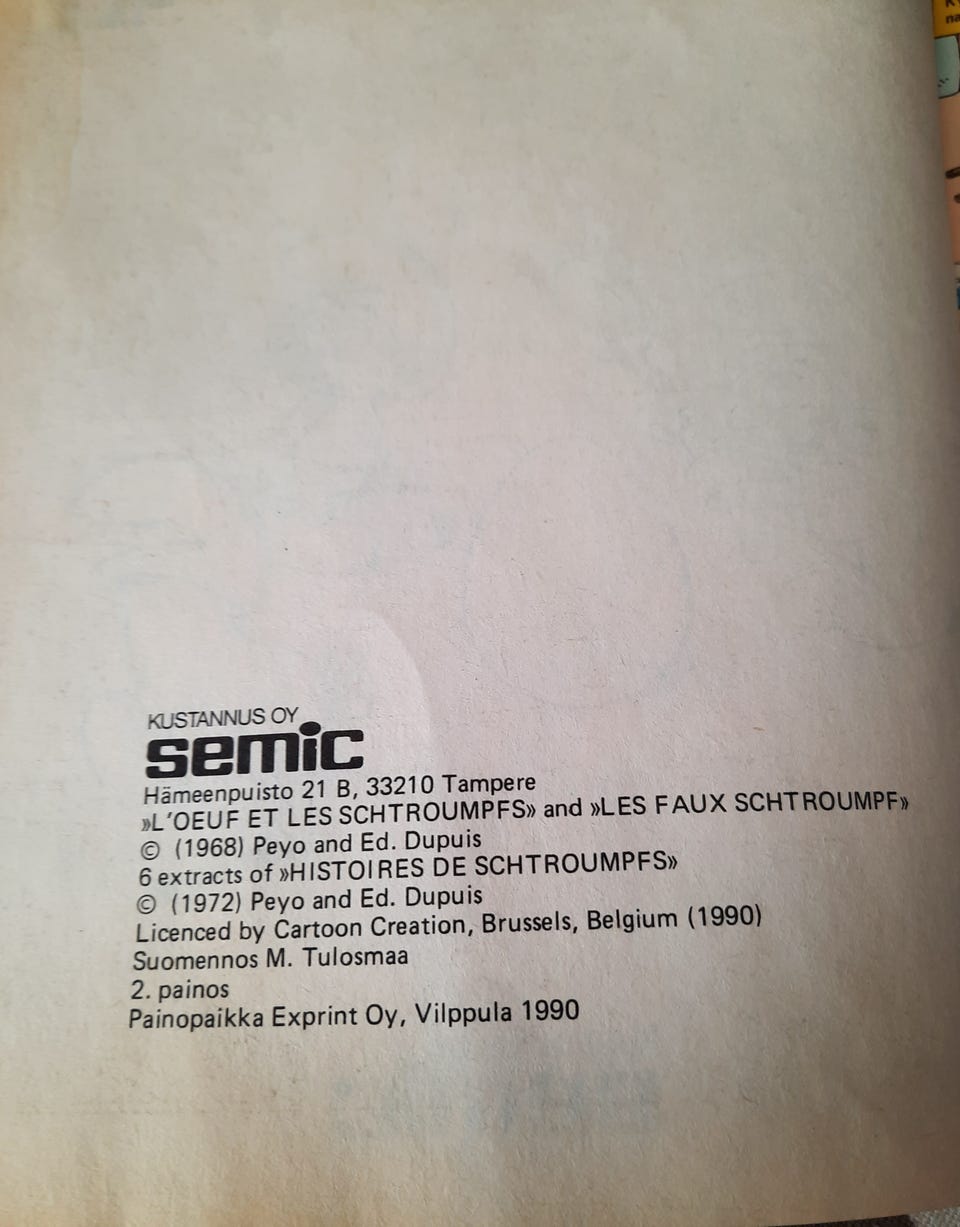 KUSTANNUS OY
semic
Hämeenpuisto 21 B, 33210 Tampere
»L'OEUF ET LES SCHTROUMPFS» and »LES FAUX SCHTROUMPF»
© (1968) Peyo and Ed. Dupuis
6 extracts of »HISTOIRES DE SCHTROUMPFS»
© (1972) Peyo and Ed. Dupuis
Licenced by Cartoon Creation, Brussels, Belgium (1990)
Suomennos M. Tulosmaa
2. painos
Painopaikka Exprint Oy, Vilppula 1990